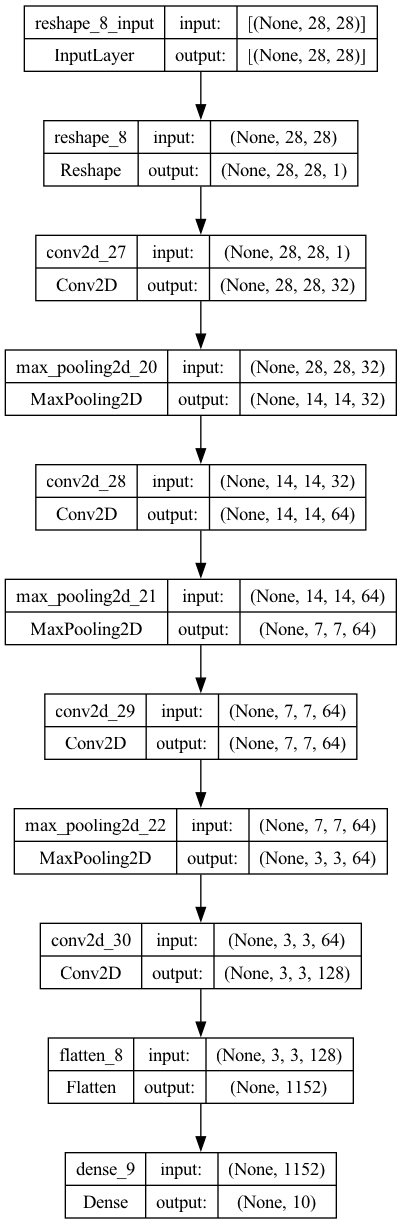 reshape_8_input input: [(None, 28, 28)]
InputLayer output: [(None, 28, 28)]
reshape_8 input: (None, 28, 28)
Reshape output: (None, 28, 28, 1)
conv2d_27 input: (None, 28, 28, 1)
Conv2D output: (None, 28, 28, 32)
max_pooling2d_20 input: (None, 28, 28, 32)
MaxPooling2D output: (None, 14, 14, 32)
conv2d_28 input: (None, 14, 14, 32)
Conv2D output: (None, 14, 14, 64)
max_pooling2d_21 input: (None, 14, 14, 64)
MaxPooling2D output: (None, 7, 7, 64)
conv2d_29 input: (None, 7, 7, 64)
Conv2D output: (None, 7, 7, 64)
max_pooling2d_22 input: (None, 7, 7, 64)
MaxPooling2D output: (None, 3, 3, 64)
conv2d_30 input: (None, 3, 3, 64)
Conv2D output: (None, 3, 3, 128)
flatten_8 input: (None, 3, 3, 128)
Flatten output: (None, 1152)
dense_9 input: (None, 1152)
Dense output: (None, 10)